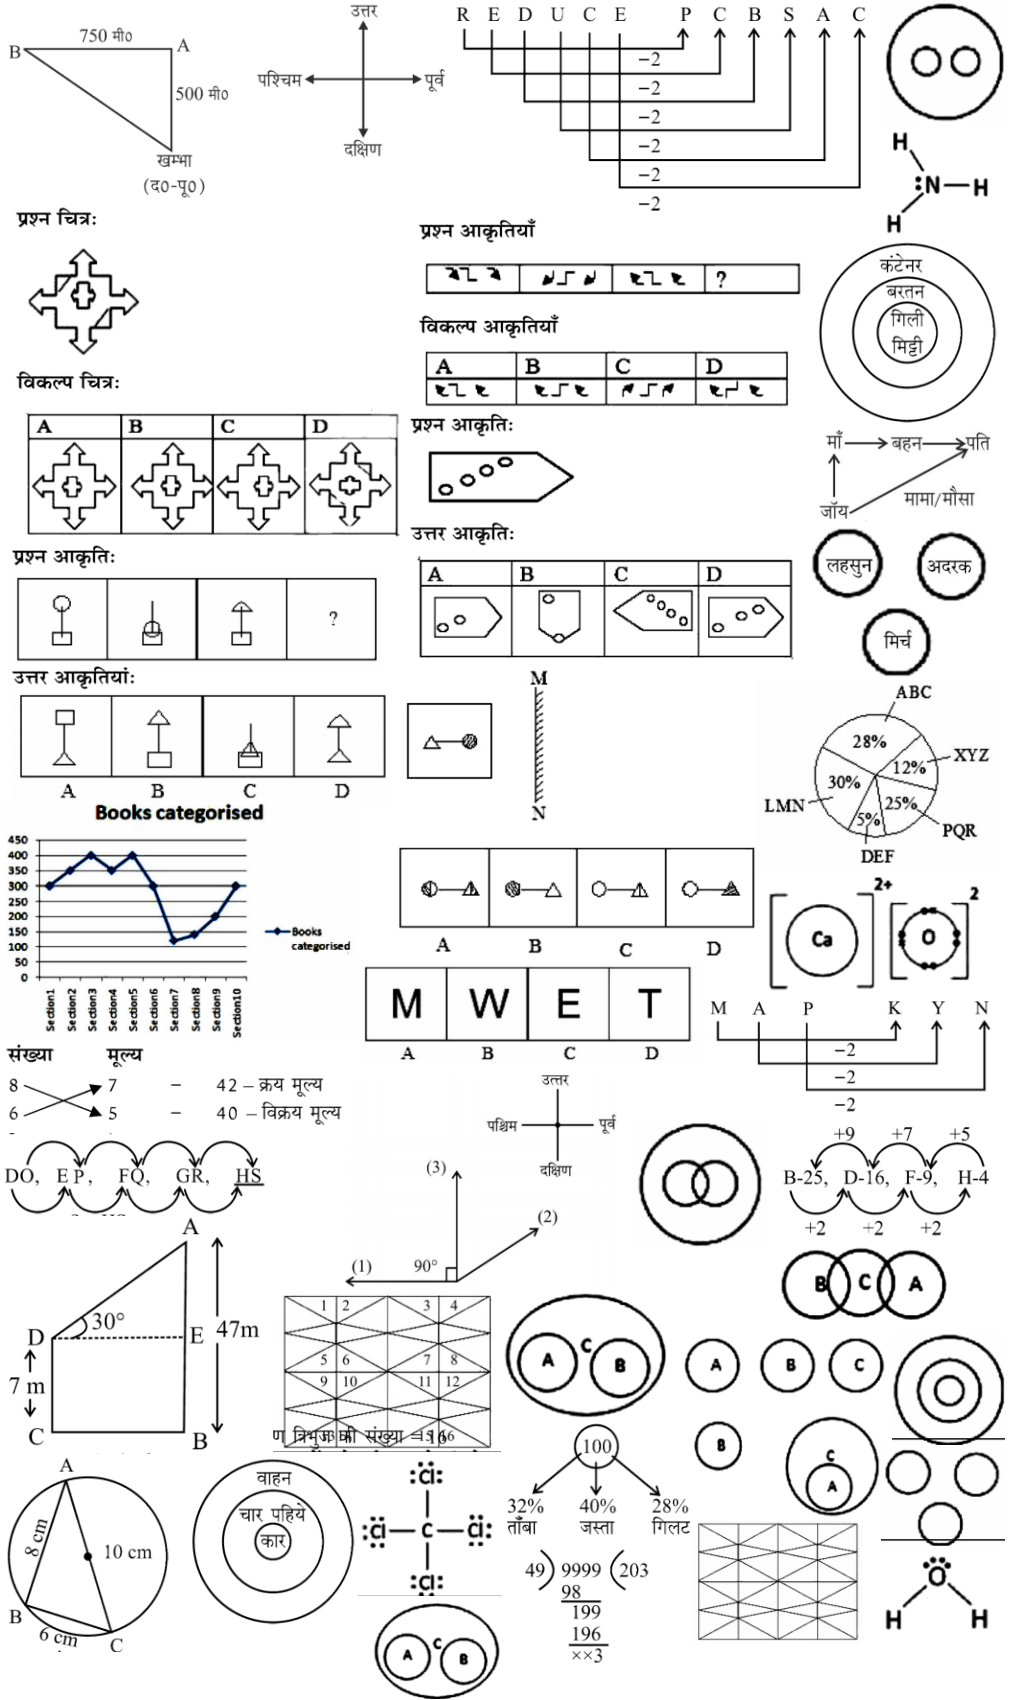 750 मी०
B
A
500 मी०
खम्भा
(द०-पू०)
उत्तर
पश्चिम
पूर्व
दक्षिण
R E D U C E P C B S A C
−2
−2
−2
−2
−2
−2
H
N H
H
प्रश्न चित्रः
विकल्प चित्रः
A B C D
प्रश्न आकृतियाँ
?
विकल्प आकृतियाँ
A B C D
कंटेनर
बरतन
गिली
मिट्टी
प्रश्न आकृतिः
उत्तर आकृतिः
A B C D
माँ बहन पति
जॉय मामा/मौसा
लहसुन अदरक
मिर्च
प्रश्न आकृतिः
?
उत्तर आकृतियां:
A B C D
M
N
A B C D
ABC
28%
12% XYZ
30%
LMN
25%
5%
PQR
DEF
Books categorised
450
400
350
300
250
200
150
100
50
0
Section1
Section2
Section3
Section4
Section5
Section6
Section7
Section8
Section9
Section10
Books
categorised
M W E T
A B C D
Ca 2+ O 2
M A P K Y N
−2
−2
−2
संख्या मूल्य
8 7 – 42 – क्रय मूल्य
6 5 – 40 – विक्रय मूल्य
DO, EP, FQ, GR, HS
उत्तर
पश्चिम पूर्व
दक्षिण
(3)
(2)
(1) 90°
+9 +7 +5
B-25, D-16, F-9, H-4
+2 +2 +2
B C A
A
30°
D E 47m
7 m
C B
1 2 3 4
5 6 7 8
9 10 11 12
ण त्रिभुज की संख्या = 16
A C B
A B C
B
C
A
100
32% 40% 28%
ताँबा जस्ता गिलट
A
8 cm 10 cm
B
6 cm C
वाहन
चार पहिये
कार
Cl
Cl C Cl
Cl
A C B
49 9999 203
98
199
196
××3
O
H H